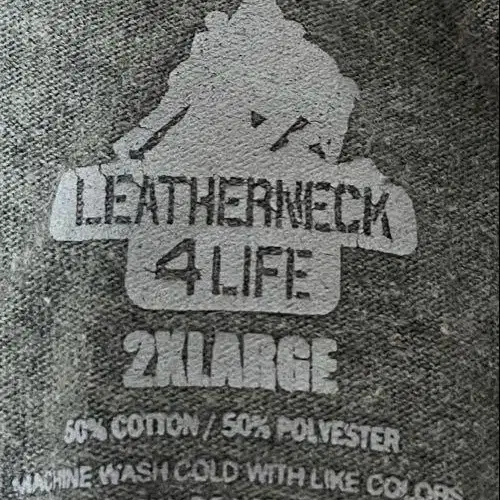 LEATHERNECK
4 LIFE
2XLARGE
50% COTTON / 50% POLYESTER
MACHINE WASH COLD WITH LIKE COLORS